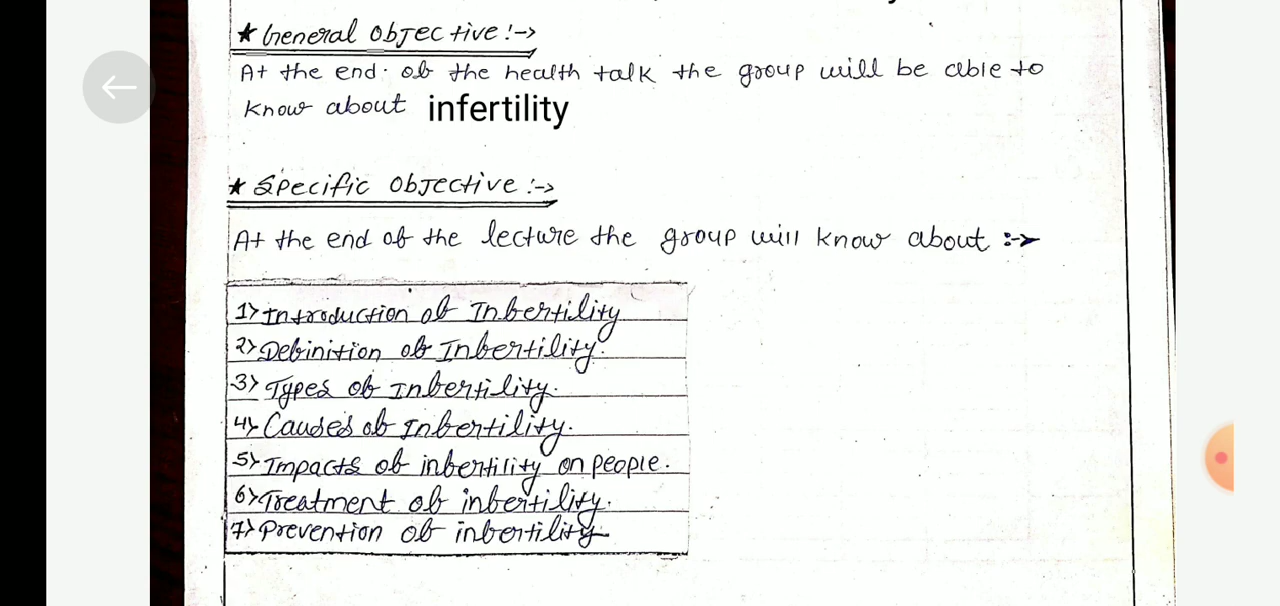 ★ General Objective :->
At the end of the health talk the group will be able to
know about infertility
★ Specific Objective :->
At the end of the lecture the group will know about :->
1> Introduction of Infertility
2> Definition of Infertility.
3> Types of Infertility.
4> Causes of Infertility.
5> Impacts of infertility on people.
6> Treatment of infertility.
7> Prevention of infertility